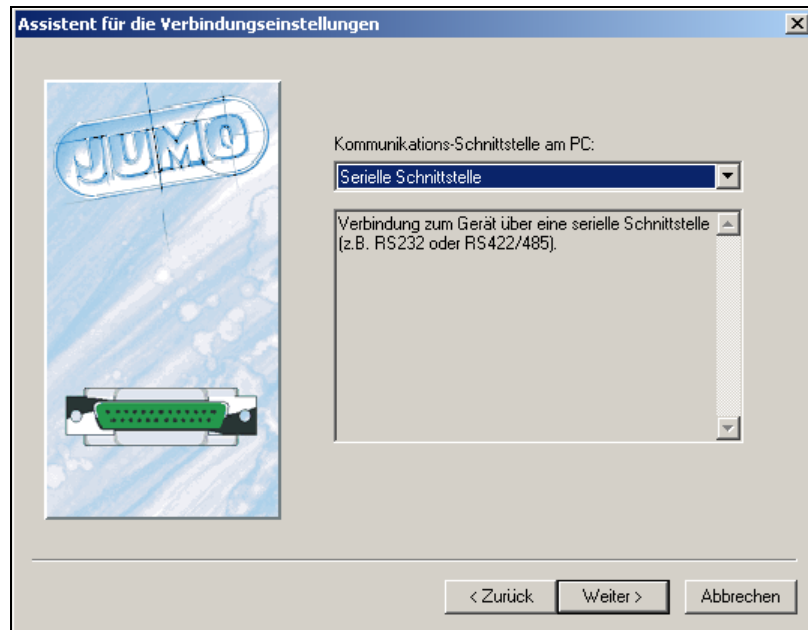 Assistent für die Verbindungseinstellungen
JUMO
Kommunikations-Schnittstelle am PC:
Serielle Schnittstelle
Verbindung zum Gerät über eine serielle Schnittstelle
(z.B. RS232 oder RS422/485).
< Zurück
Weiter >
Abbrechen